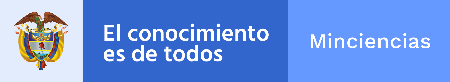 El conocimiento
es de todos
Minciencias